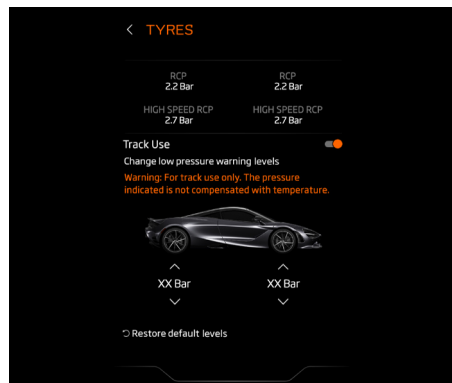 TYRES
RCP RCP
2.2 Bar 2.2 Bar
HIGH SPEED RCP HIGH SPEED RCP
2.7 Bar 2.7 Bar
Track Use
Change low pressure warning levels
Warning: For track use only. The pressure
indicated is not compensated with temperature.
XX Bar XX Bar
Restore default levels